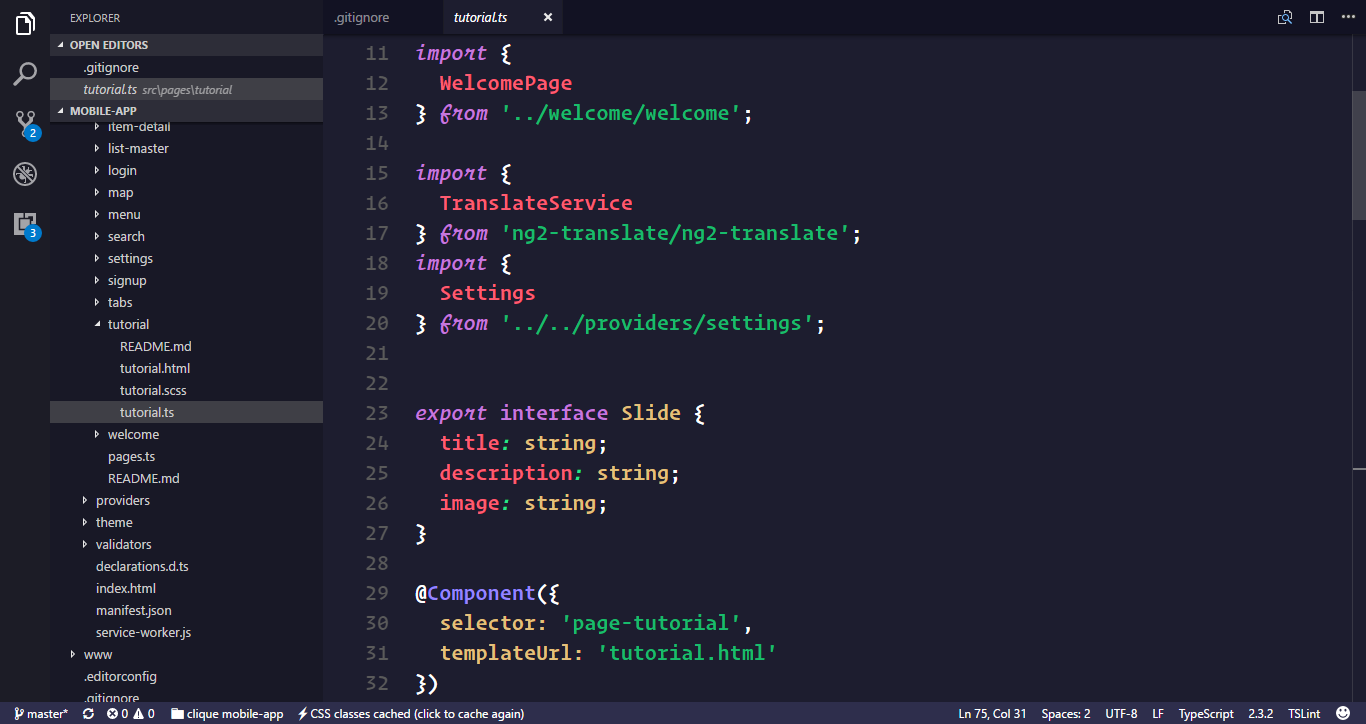 EXPLORER
OPEN EDITORS
.gitignore
tutorial.ts src\pages\tutorial
MOBILE-APP
item-detail
list-master
login
map
menu
search
settings
signup
tabs
tutorial
README.md
tutorial.html
tutorial.scss
tutorial.ts
welcome
pages.ts
README.md
providers
theme
validators
declarations.d.ts
index.html
manifest.json
service-worker.js
www
.editorconfig
.gitignore
2
3
.gitignore tutorial.ts ×
11 import {
12   WelcomePage
13 } from '../welcome/welcome';
14
15 import {
16   TranslateService
17 } from 'ng2-translate/ng2-translate';
18 import {
19   Settings
20 } from '../../providers/settings';
21
22
23 export interface Slide {
24   title: string;
25   description: string;
26   image: string;
27 }
28
29 @Component({
30   selector: 'page-tutorial',
31   templateUrl: 'tutorial.html'
32 })
master* 0 0 clique mobile-app CSS classes cached (click to cache again) Ln 75, Col 31 Spaces: 2 UTF-8 LF TypeScript 2.3.2 TSLint